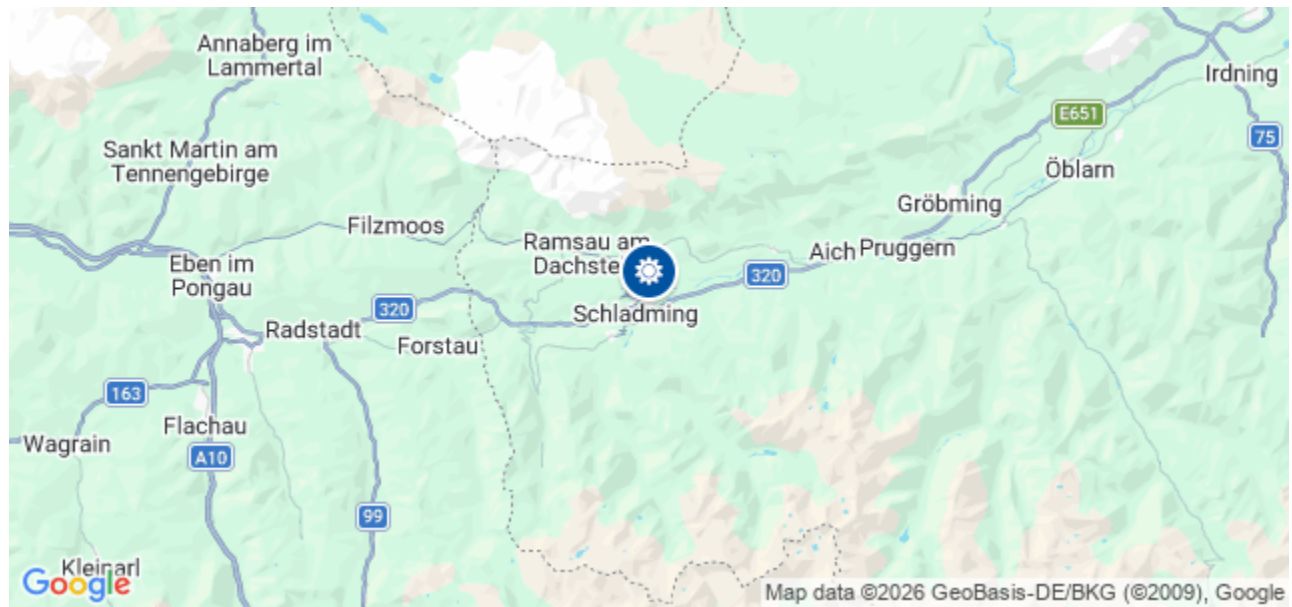 Annaberg im
Lammertal
Irdning
E651
75
Sankt Martin am
Tennengebirge
Öblarn
Gröbming
Filzmoos
Ramsau am
Dachste
Aich
Pruggern
Eben im
Pongau
320
320
Schladming
Radstadt
Forstau
163
Flachau
Wagrain
A10
99
Kleinarl
Google
Map data ©2026 GeoBasis-DE/BKG (©2009), Google